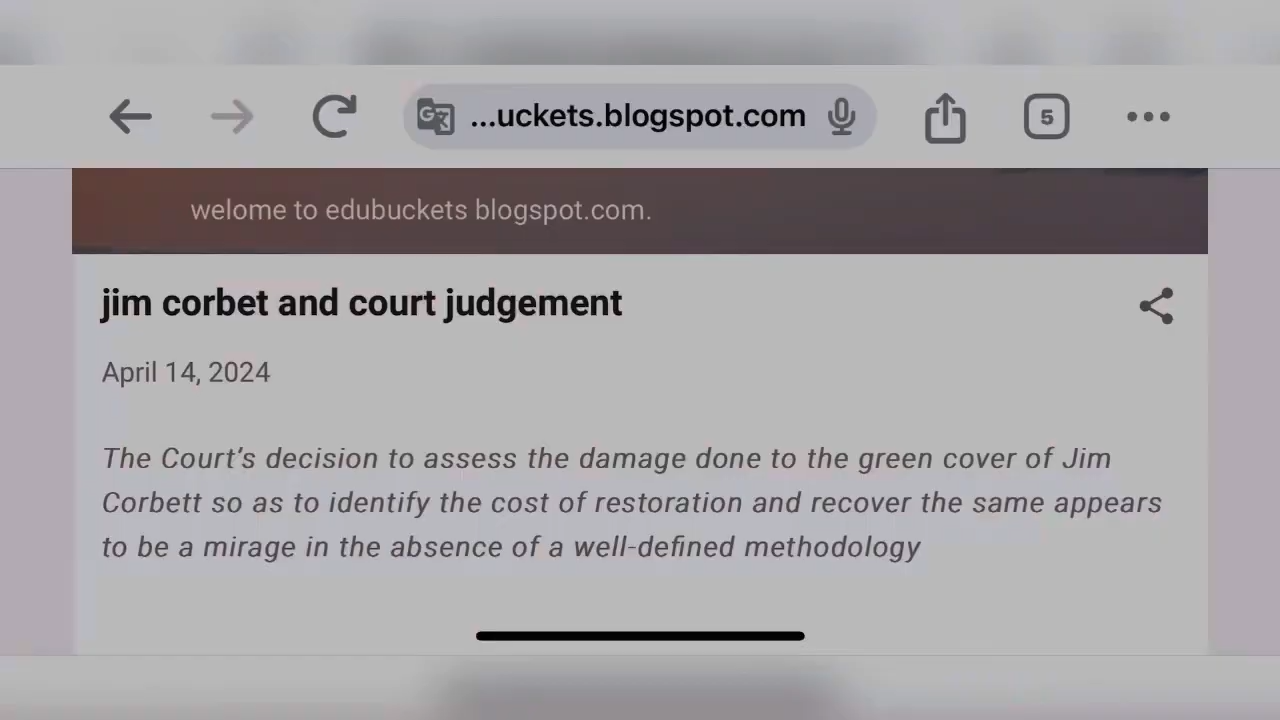 ...uckets.blogspot.com
5
welome to edubuckets blogspot.com.
jim corbet and court judgement
April 14, 2024
The Court’s decision to assess the damage done to the green cover of Jim
Corbett so as to identify the cost of restoration and recover the same appears
to be a mirage in the absence of a well-defined methodology